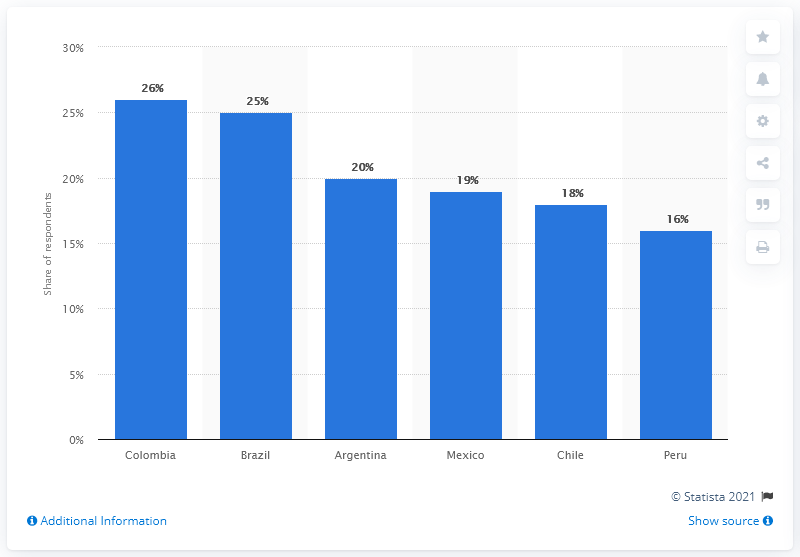 30%
25%
20%
15%
10%
5%
0%
Share of respondents
26%
25%
20%
19%
18%
16%
Colombia
Brazil
Argentina
Mexico
Chile
Peru
© Statista 2021
Additional Information
Show source